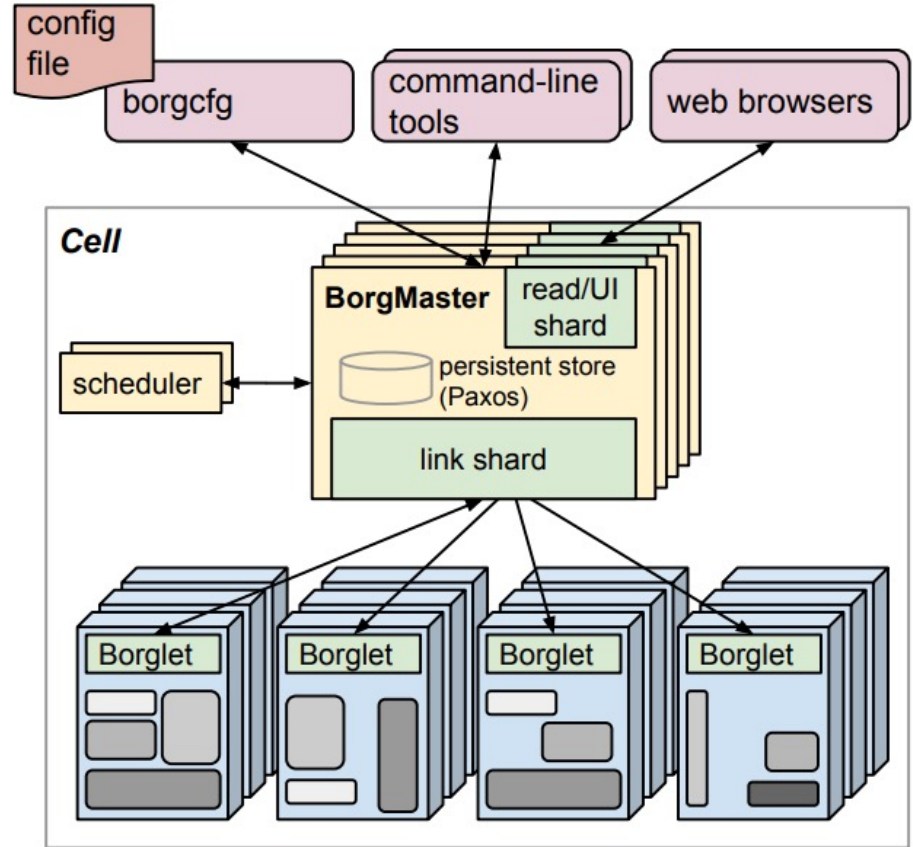 config
file
borgcfg
command-line
tools
web browsers
Cell
BorgMaster
read/UI
shard
scheduler
persistent store
(Paxos)
link shard
Borglet
Borglet
Borglet
Borglet